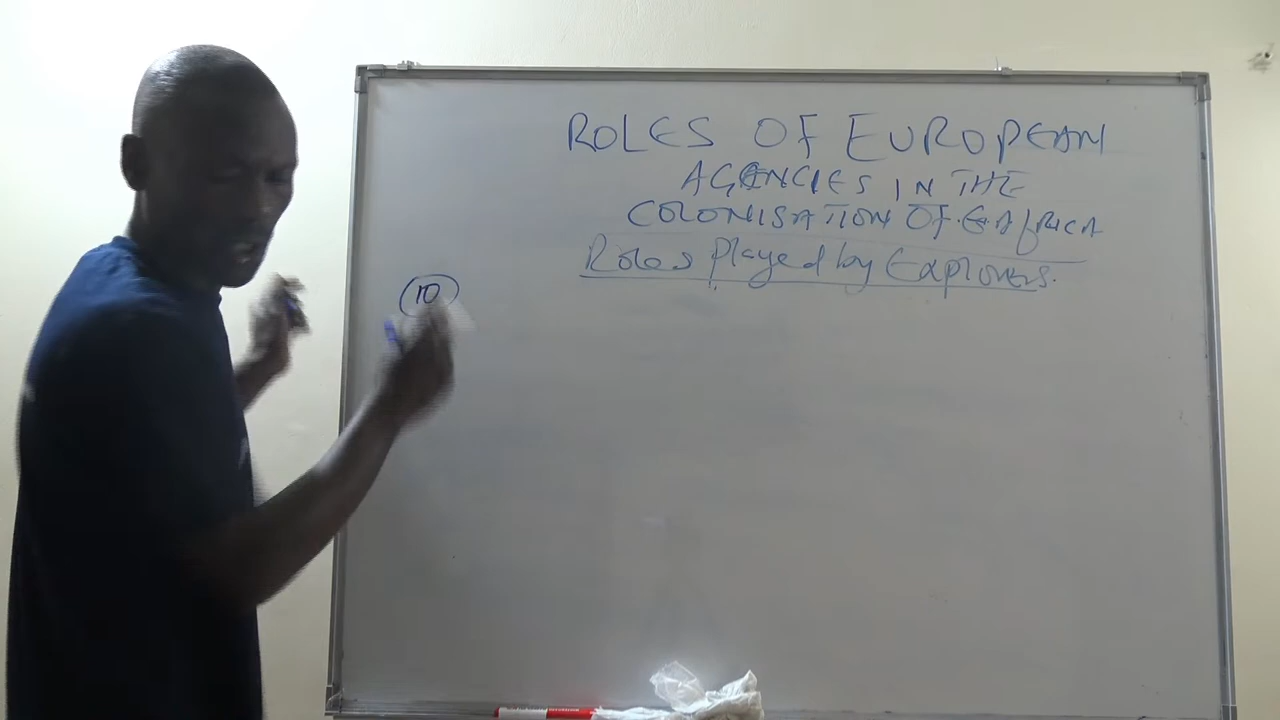 ROLES OF EUROPEAN
AGENCIES IN THE
COLONISATION OF E.AfRICA
Roles played by Explorers.
10